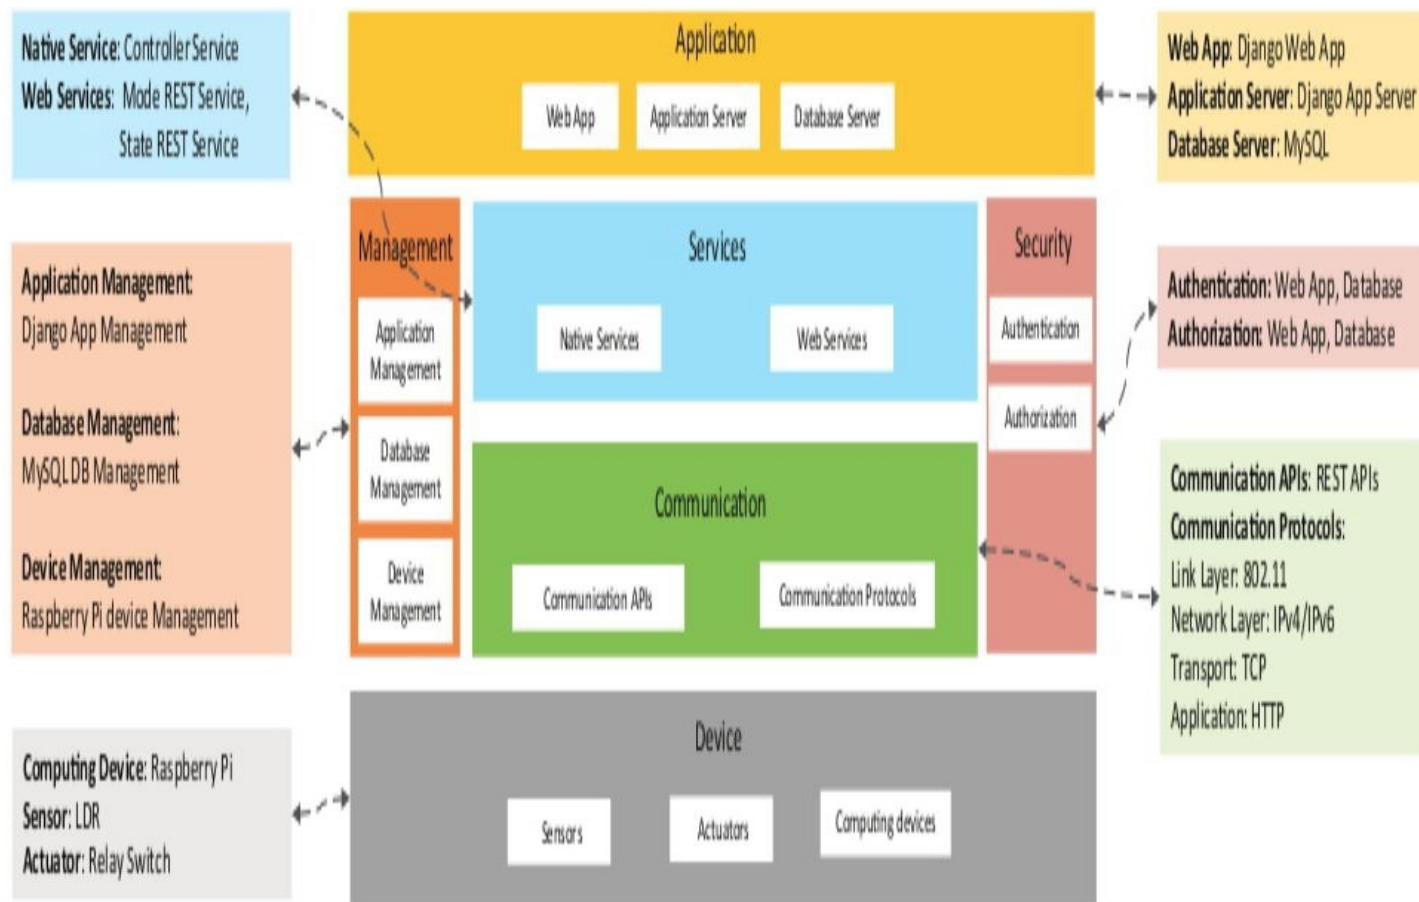 Native Service: Controller Service
Web Services: Mode REST Service,
State REST Service
Application
Web App
Application Server
Database Server
Web App: Django Web App
Application Server: Django App Server
Database Server: MySQL
Application Management:
Django App Management
Database Management:
MySQL DB Management
Device Management:
Raspberry Pi device Management
Management
Application
Management
Database
Management
Device
Management
Services
Native Services
Web Services
Security
Authentication
Authorization
Authentication: Web App, Database
Authorization: Web App, Database
Communication
Communication APIs
Communication Protocols
Communication APIs: REST APIs
Communication Protocols:
Link Layer: 802.11
Network Layer: IPv4/IPv6
Transport: TCP
Application: HTTP
Computing Device: Raspberry Pi
Sensor: LDR
Actuator: Relay Switch
Device
Sensors
Actuators
Computing devices